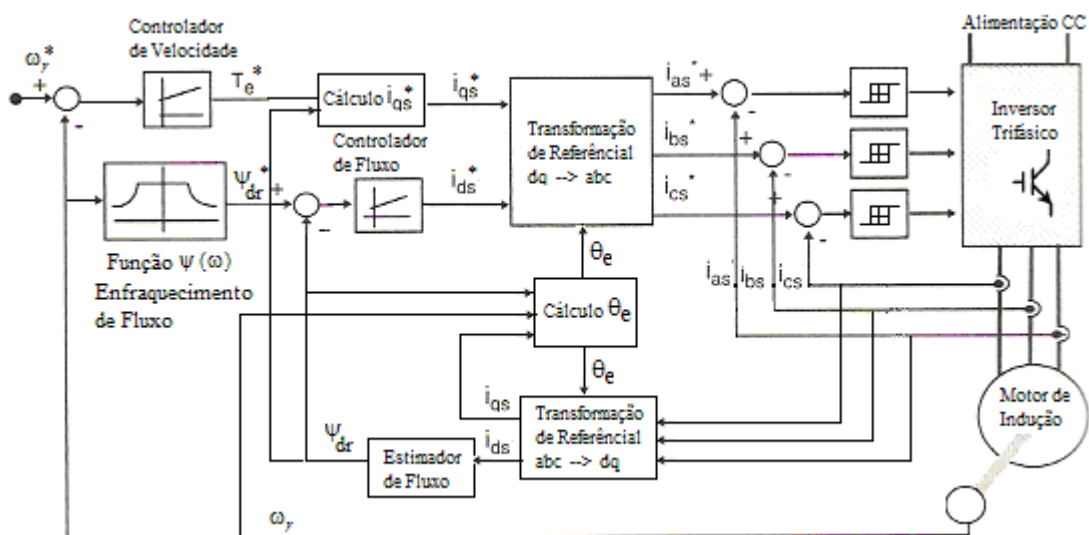 Alimentação CC
Controlador
de Velocidade
ωr*
+
-
Te*
Cálculo iqs*
iqs*
Controlador
de Fluxo
Ψdr*
+
-
ids*
Transformação
de Referêncial
dq --> abc
ias*
+
-
ibs*
+
-
ics*
+
-
Inversor
Trifásico
Função Ψ (ω)
Enfraquecimento
de Fluxo
θe
Cálculo θe
θe
ias
ibs
ics
iqs
ids
Transformação
de Referêncial
abc --> dq
Ψdr
Estimador
de Fluxo
Motor de
Indução
ωr